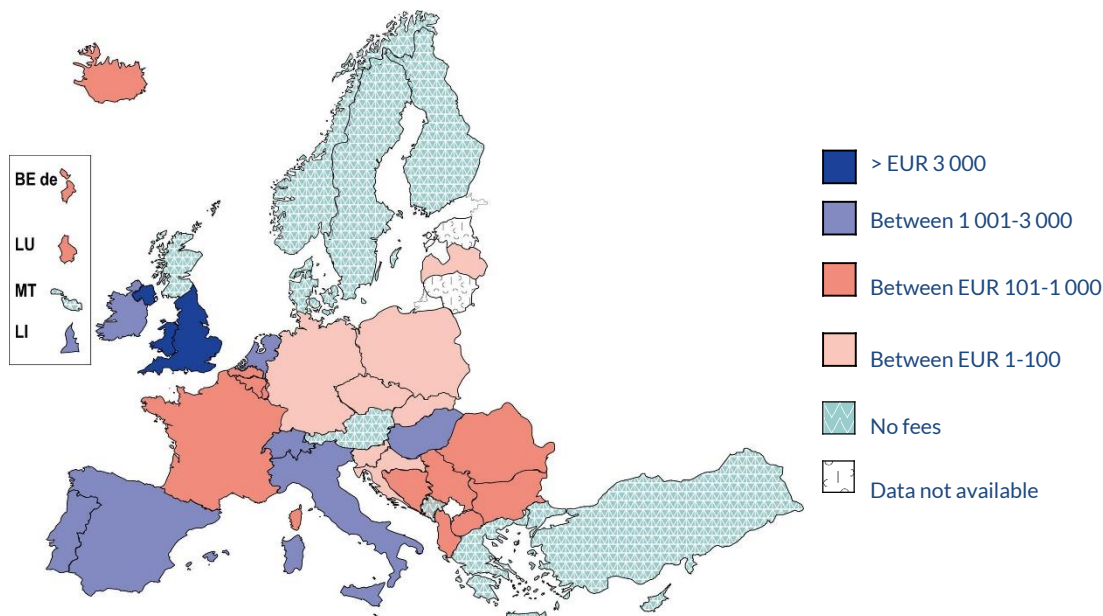 BE de
LU
MT
LI
> EUR 3 000
Between 1 001-3 000
Between EUR 101-1 000
Between EUR 1-100
No fees
Data not available